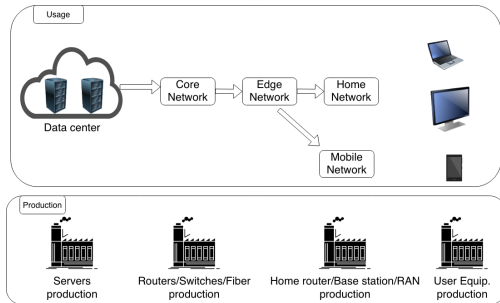 Usage
Data center
Core
Network
Edge
Network
Home
Network
Mobile
Network
Production
Servers
production
Routers/Switches/Fiber
production
Home router/Base station/RAN
production
User Equip.
production